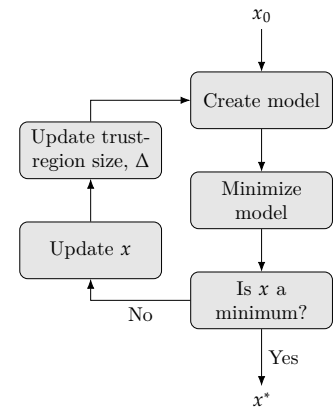 x₀
Create model
Minimize
model
Is x a
minimum?
Yes
x*
No
Update x
Update trust-
region size, Δ